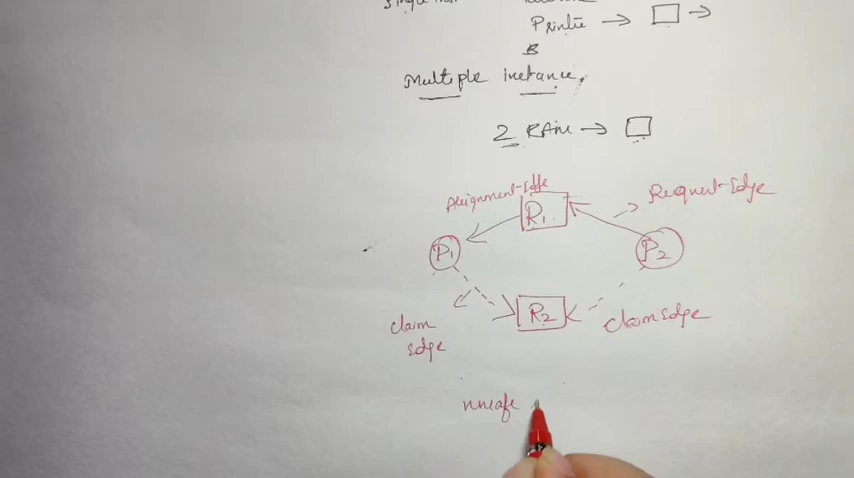 Printer →
B
Multiple instance,
2 RAM →
Assignment-Edge
Request-Edge
R1
P1
P2
R2
Claim
Edge
Claim Edge
unsafe